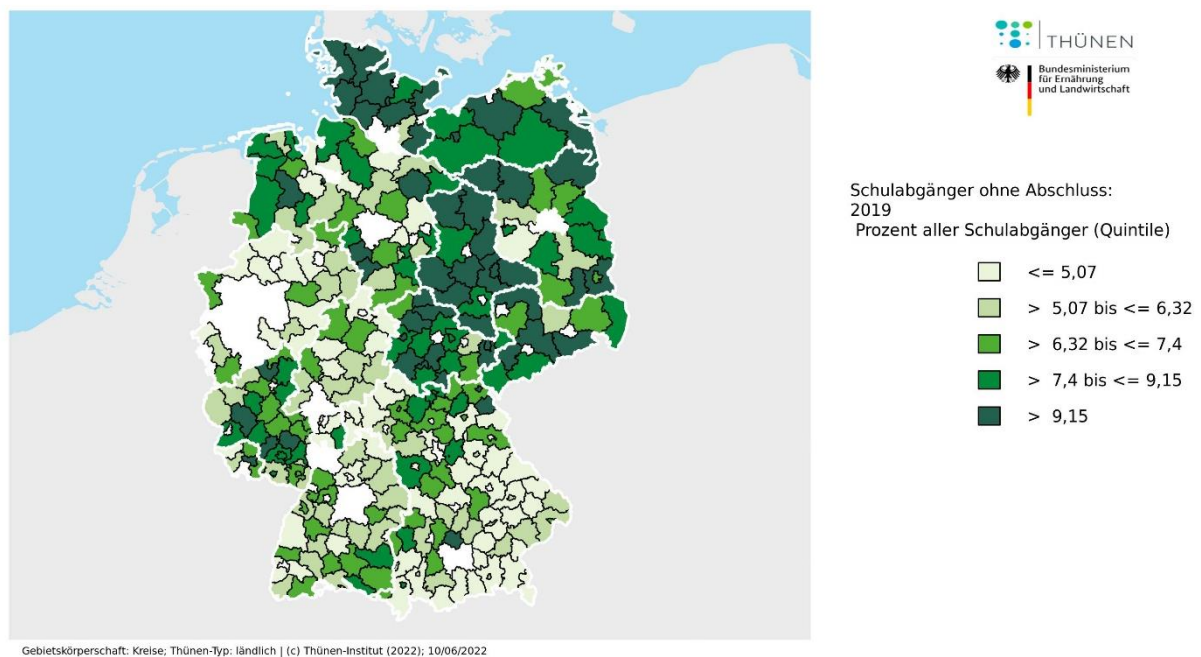 THÜNEN
Bundesministerium
für Ernährung
und Landwirtschaft
Schulabgänger ohne Abschluss:
2019
Prozent aller Schulabgänger (Quintile)
<= 5,07
> 5,07 bis <= 6,32
> 6,32 bis <= 7,4
> 7,4 bis <= 9,15
> 9,15
Gebietskörperschaft: Kreise; Thünen-Typ: ländlich | (c) Thünen-Institut (2022); 10/06/2022